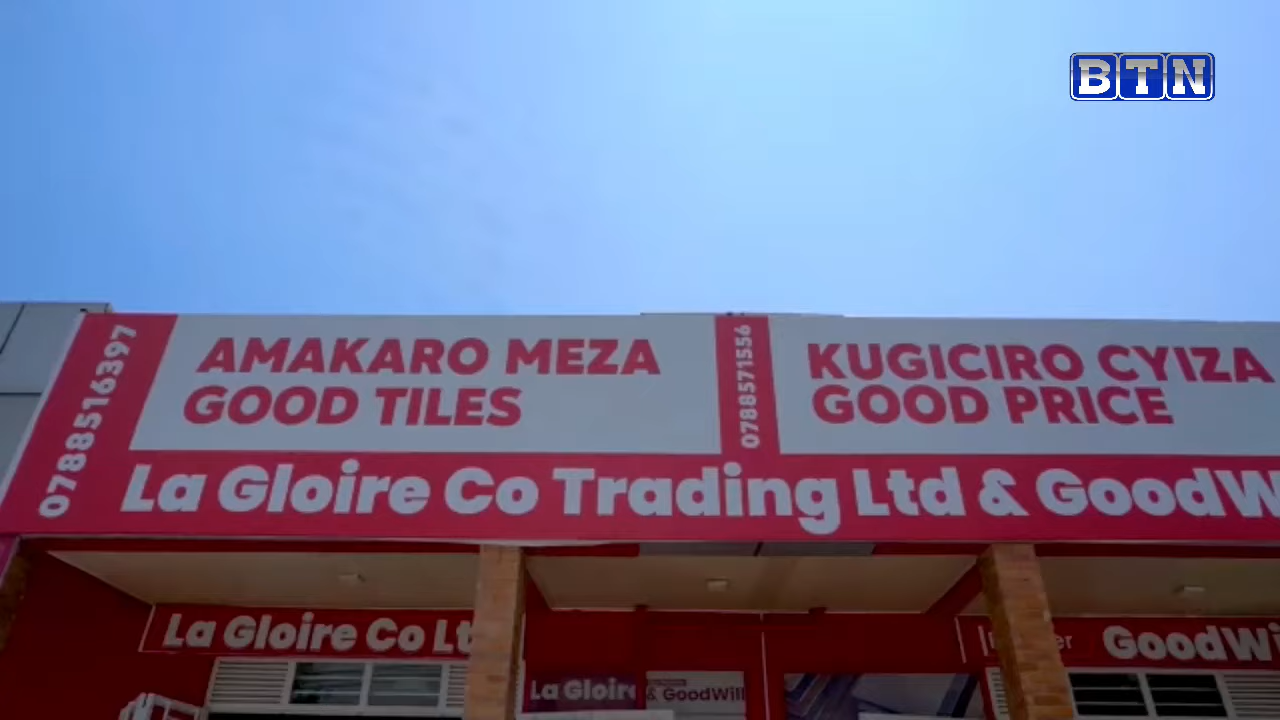 BTN
0788516397
AMAKARO MEZA
GOOD TILES
0788571556
KUGICIRO CYIZA
GOOD PRICE
La Gloire Co Trading Ltd & GoodW
La Gloire Co Lt
GoodWi
La Gloire
& GoodWill